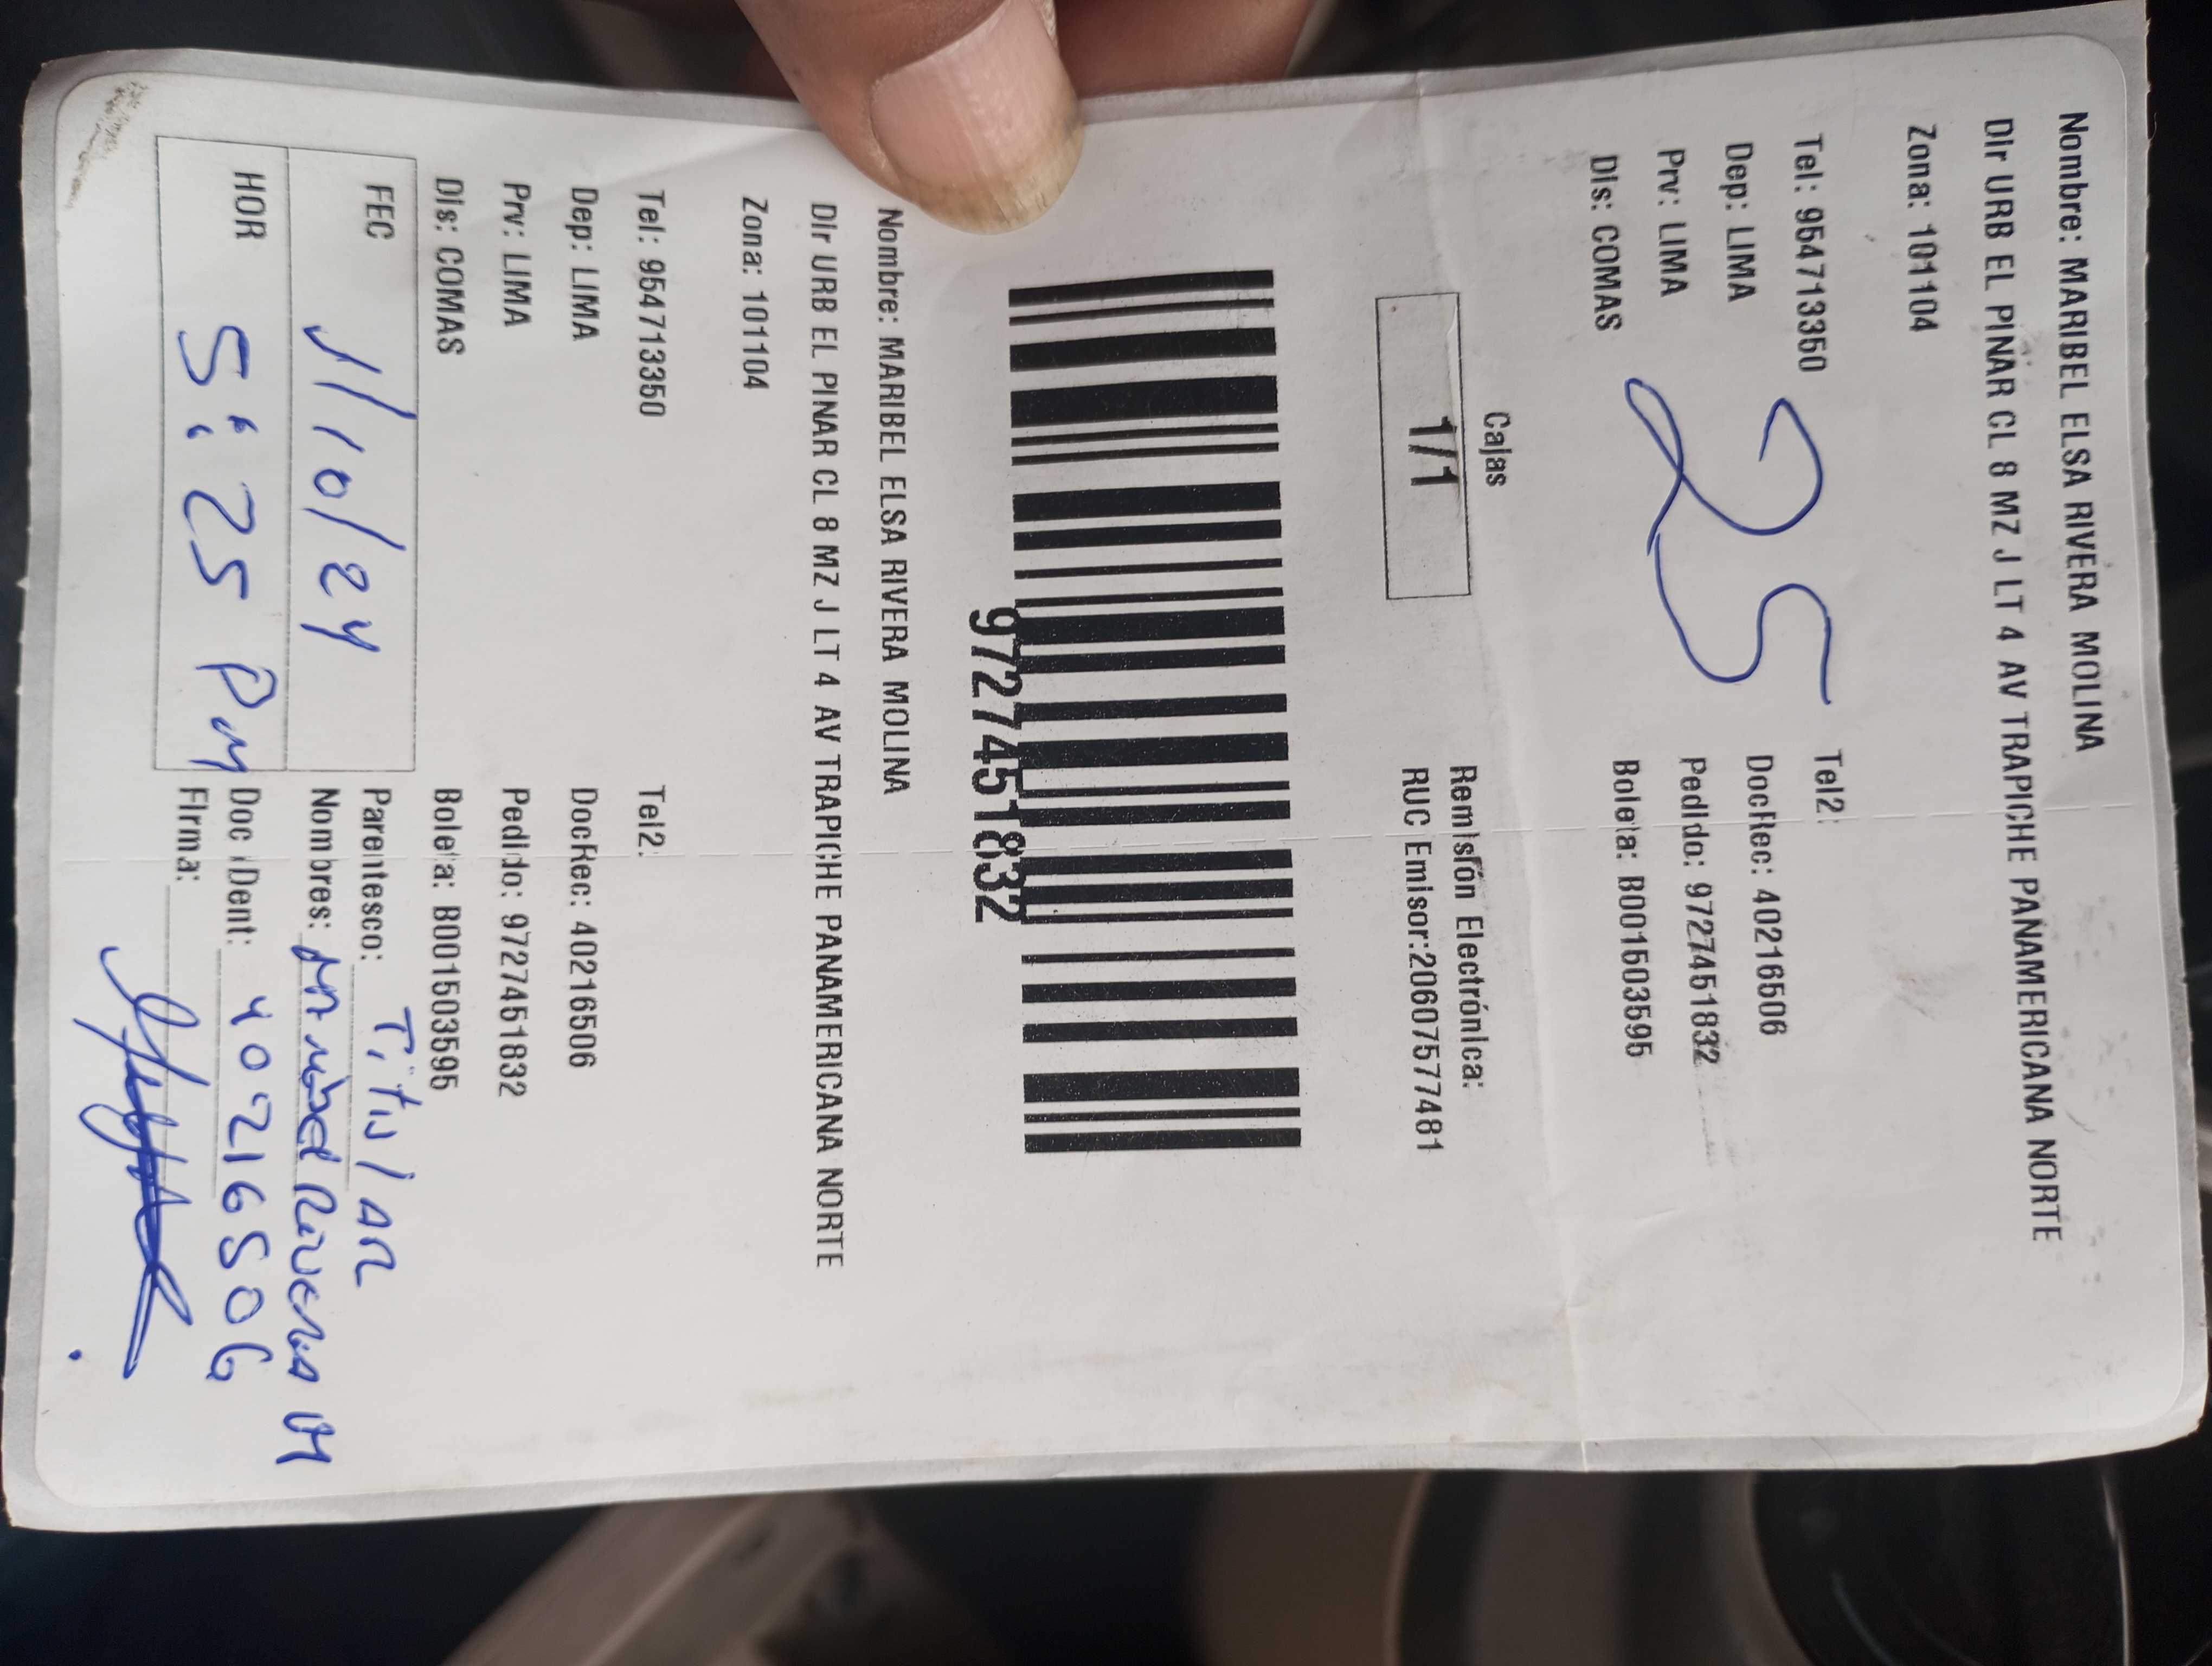 Nombre: MARIBEL ELSA RIVERA MOLINA
Dir URB EL PINAR CL 8 MZ J LT 4 AV TRAPICHE PANAMERICANA NORTE
Zona: 101104
Tel: 954713350 Tel2:
Dep: LIMA DocRec: 40216506
Prv: LIMA Pedido: 9727451832
Dis: COMAS Boleta: B001503595
25
Cajas Remisión Electrónica:
1/1 RUC Emisor:20607577481
9727451832
Nombre: MARIBEL ELSA RIVERA MOLINA
Dir URB EL PINAR CL 8 MZ J LT 4 AV TRAPICHE PANAMERICANA NORTE
Zona: 101104
Tel: 954713350 Tel2:
Dep: LIMA DocRec: 40216506
Prv: LIMA Pedido: 9727451832
Dis: COMAS Boleta: B001503595
FEC /10/24 Parentesco: Titular
Nombres: Maribel Rivera M
HOR 5:25 PM Doc iDent: 40216506
Firma: